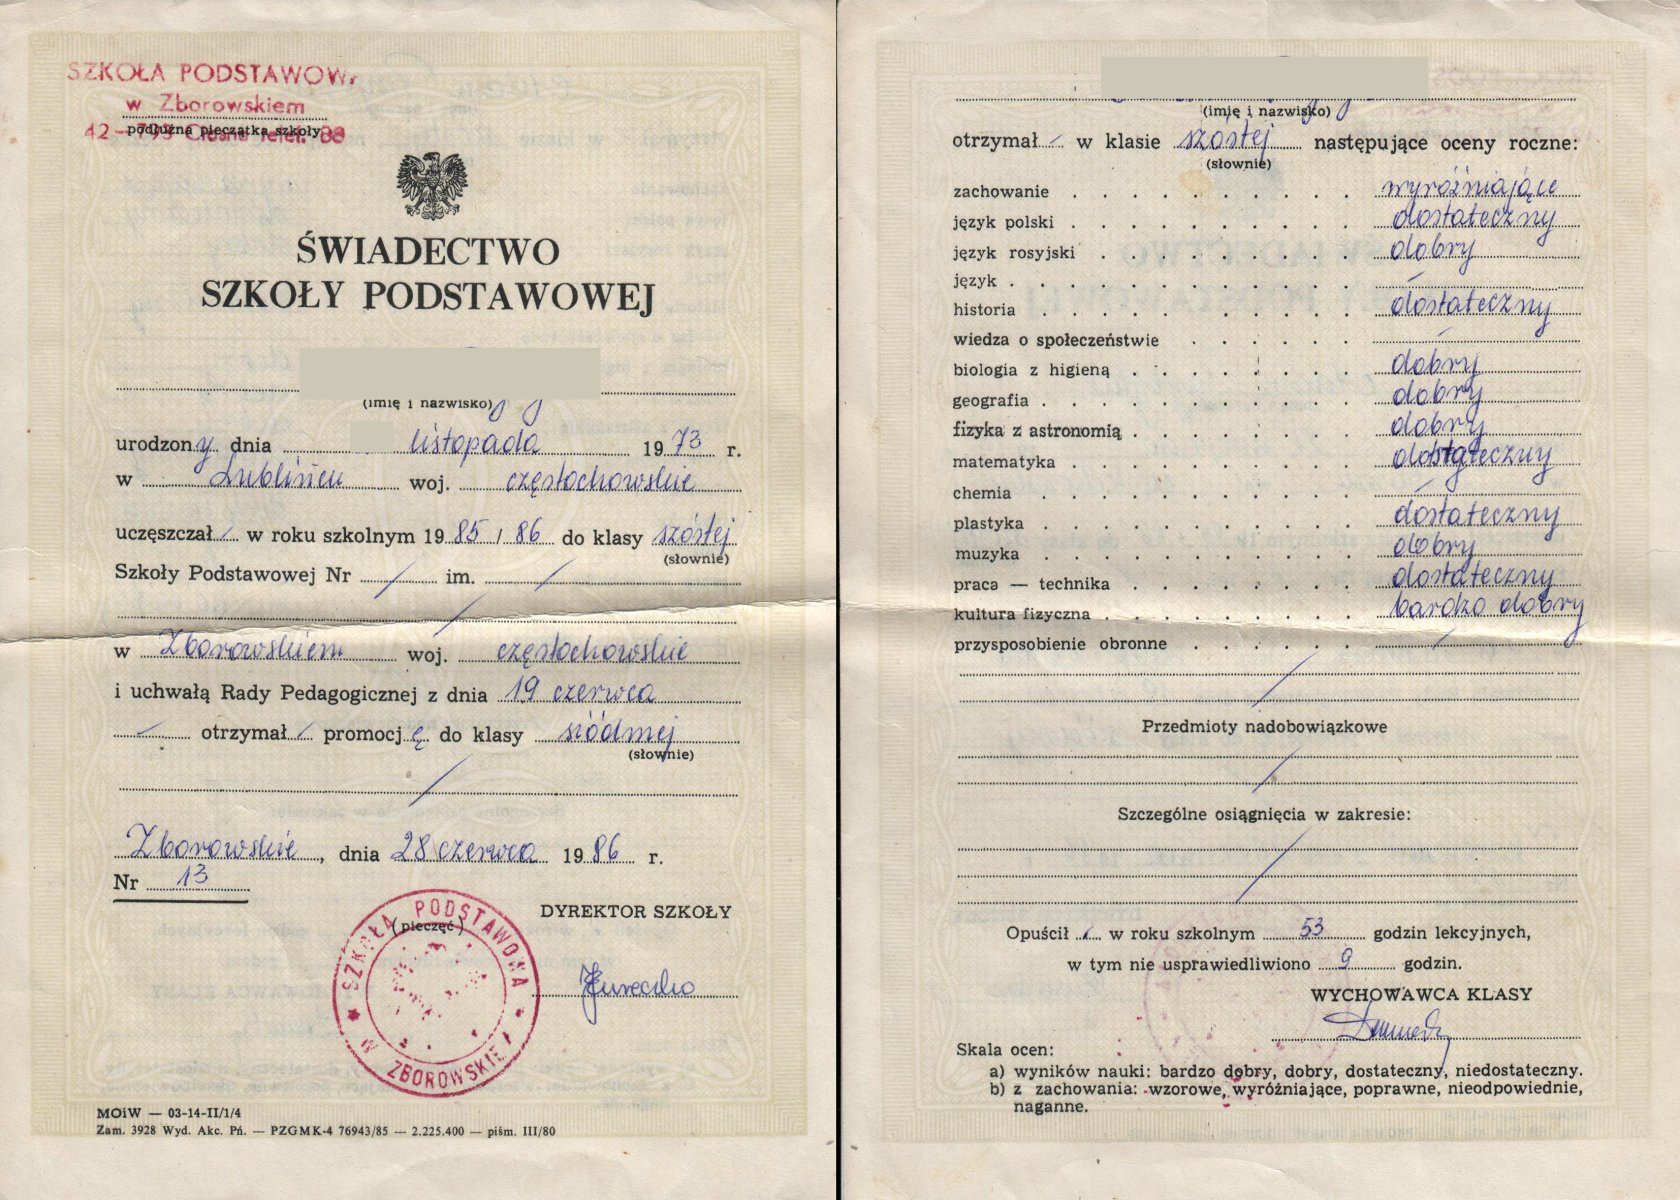 SZKOŁA PODSTAWOWA
w Zborowskiem
42-793 Ciasna telef. 88
podłużna pieczątka szkoły
ŚWIADECTWO
SZKOŁY PODSTAWOWEJ
(imię i nazwisko)
urodzony dnia listopada 1973 r.
w Lublińcu woj. częstochowskie
uczęszczał / w roku szkolnym 1985/86 do klasy szóstej
(słownie)
Szkoły Podstawowej Nr / im. /
/
w Zborowskiem woj. częstochowskie
i uchwałą Rady Pedagogicznej z dnia 19 czerwca
/ otrzymał / promocję do klasy siódmej
(słownie)
/
Zborowskie, dnia 28 czerwca 1986 r.
Nr 13
DYREKTOR SZKOŁY
(pieczęć)
SZKOŁA PODSTAWOWA
W ZBOROWSKIEM
MOiW — 03-14-II/1/4
Zam. 3928 Wyd. Akc. Pń. — PZGMK-4 76943/85 — 2.225.400 — piśm. III/80
(imię i nazwisko)
otrzymał / w klasie szóstej następujące oceny roczne:
(słownie)
zachowanie . . . . . . . . . . wyróżniające
język polski . . . . . . . . . . dostateczny
język rosyjski . . . . . . . . . dobry
język . . . . . . . . . . . . /
historia . . . . . . . . . . . dostateczny
wiedza o społeczeństwie . . . . . . /
biologia z higieną . . . . . . . . dobry
geografia . . . . . . . . . . . dobry
fizyka z astronomią . . . . . . . . dobry
matematyka . . . . . . . . . . dostateczny
chemia . . . . . . . . . . . /
plastyka . . . . . . . . . . . dostateczny
muzyka . . . . . . . . . . . dobry
praca — technika . . . . . . . . dostateczny
kultura fizyczna . . . . . . . . . bardzo dobry
przysposobienie obronne . . . . . . /
/
Przedmioty nadobowiązkowe
/
Szczególne osiągnięcia w zakresie:
/
Opuścił / w roku szkolnym 53 godzin lekcyjnych,
w tym nie usprawiedliwiono 9 godzin.
WYCHOWAWCA KLASY
Skala ocen:
a) wyników nauki: bardzo dobry, dobry, dostateczny, niedostateczny.
b) z zachowania: wzorowe, wyróżniające, poprawne, nieodpowiednie,
naganne.